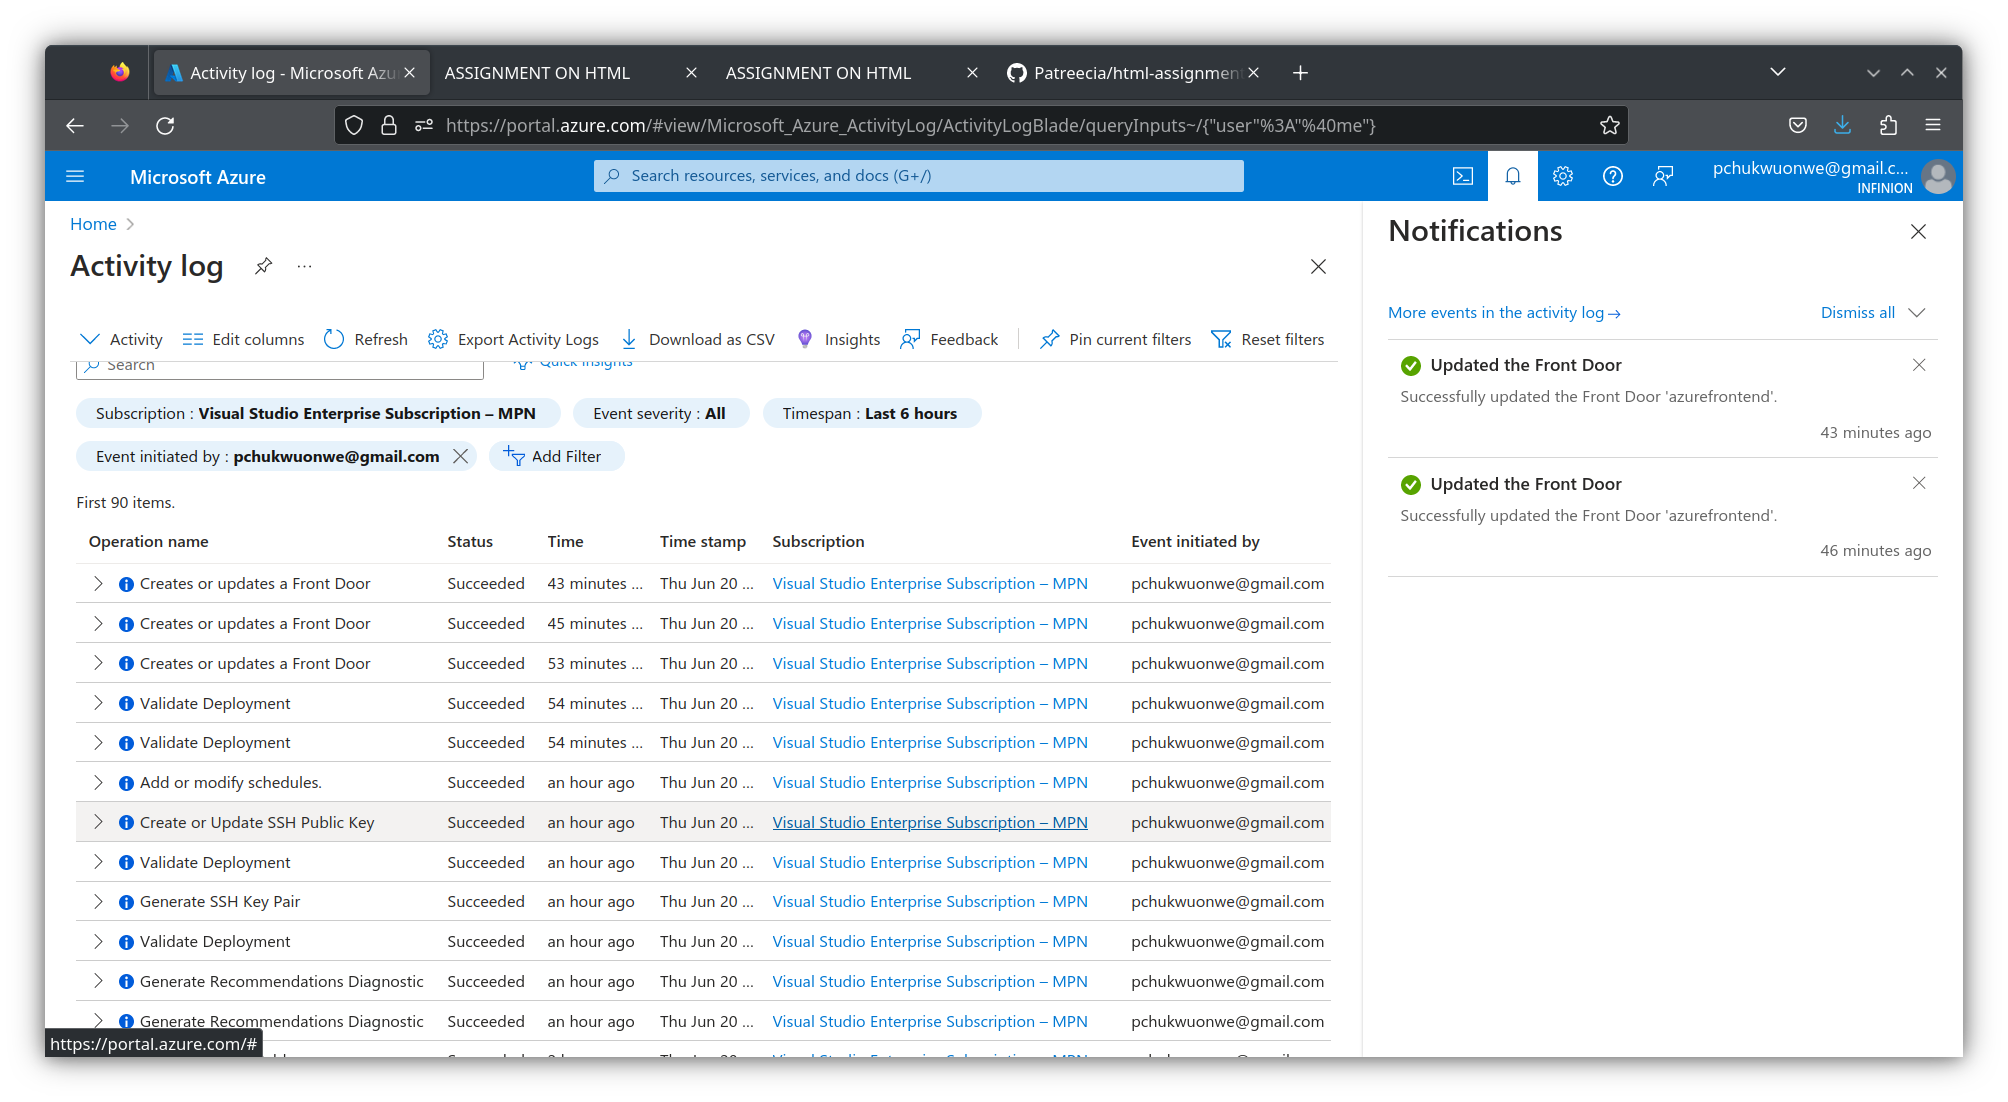 Activity log - Microsoft Azu
ASSIGNMENT ON HTML
ASSIGNMENT ON HTML
Patreecia/html-assignmen
https://portal.azure.com/#view/Microsoft_Azure_ActivityLog/ActivityLogBlade/queryInputs~/{"user"%3A"%40me"}
Microsoft Azure
Search resources, services, and docs (G+/)
pchukwuonwe@gmail.c...
INFINION
Home
Activity log
Activity
Edit columns
Refresh
Export Activity Logs
Download as CSV
Insights
Feedback
Pin current filters
Reset filters
Search
Quick Insights
Subscription : Visual Studio Enterprise Subscription – MPN
Event severity : All
Timespan : Last 6 hours
Event initiated by : pchukwuonwe@gmail.com
Add Filter
First 90 items.
Operation name Status Time Time stamp Subscription Event initiated by
Creates or updates a Front Door Succeeded 43 minutes ... Thu Jun 20 ... Visual Studio Enterprise Subscription – MPN pchukwuonwe@gmail.com
Creates or updates a Front Door Succeeded 45 minutes ... Thu Jun 20 ... Visual Studio Enterprise Subscription – MPN pchukwuonwe@gmail.com
Creates or updates a Front Door Succeeded 53 minutes ... Thu Jun 20 ... Visual Studio Enterprise Subscription – MPN pchukwuonwe@gmail.com
Validate Deployment Succeeded 54 minutes ... Thu Jun 20 ... Visual Studio Enterprise Subscription – MPN pchukwuonwe@gmail.com
Validate Deployment Succeeded 54 minutes ... Thu Jun 20 ... Visual Studio Enterprise Subscription – MPN pchukwuonwe@gmail.com
Add or modify schedules. Succeeded an hour ago Thu Jun 20 ... Visual Studio Enterprise Subscription – MPN pchukwuonwe@gmail.com
Create or Update SSH Public Key Succeeded an hour ago Thu Jun 20 ... Visual Studio Enterprise Subscription – MPN pchukwuonwe@gmail.com
Validate Deployment Succeeded an hour ago Thu Jun 20 ... Visual Studio Enterprise Subscription – MPN pchukwuonwe@gmail.com
Generate SSH Key Pair Succeeded an hour ago Thu Jun 20 ... Visual Studio Enterprise Subscription – MPN pchukwuonwe@gmail.com
Validate Deployment Succeeded an hour ago Thu Jun 20 ... Visual Studio Enterprise Subscription – MPN pchukwuonwe@gmail.com
Generate Recommendations Diagnostic Succeeded an hour ago Thu Jun 20 ... Visual Studio Enterprise Subscription – MPN pchukwuonwe@gmail.com
Generate Recommendations Diagnostic Succeeded an hour ago Thu Jun 20 ... Visual Studio Enterprise Subscription – MPN pchukwuonwe@gmail.com
https://portal.azure.com/#
Notifications
More events in the activity log →
Dismiss all
Updated the Front Door
Successfully updated the Front Door 'azurefrontend'.
43 minutes ago
Updated the Front Door
Successfully updated the Front Door 'azurefrontend'.
46 minutes ago